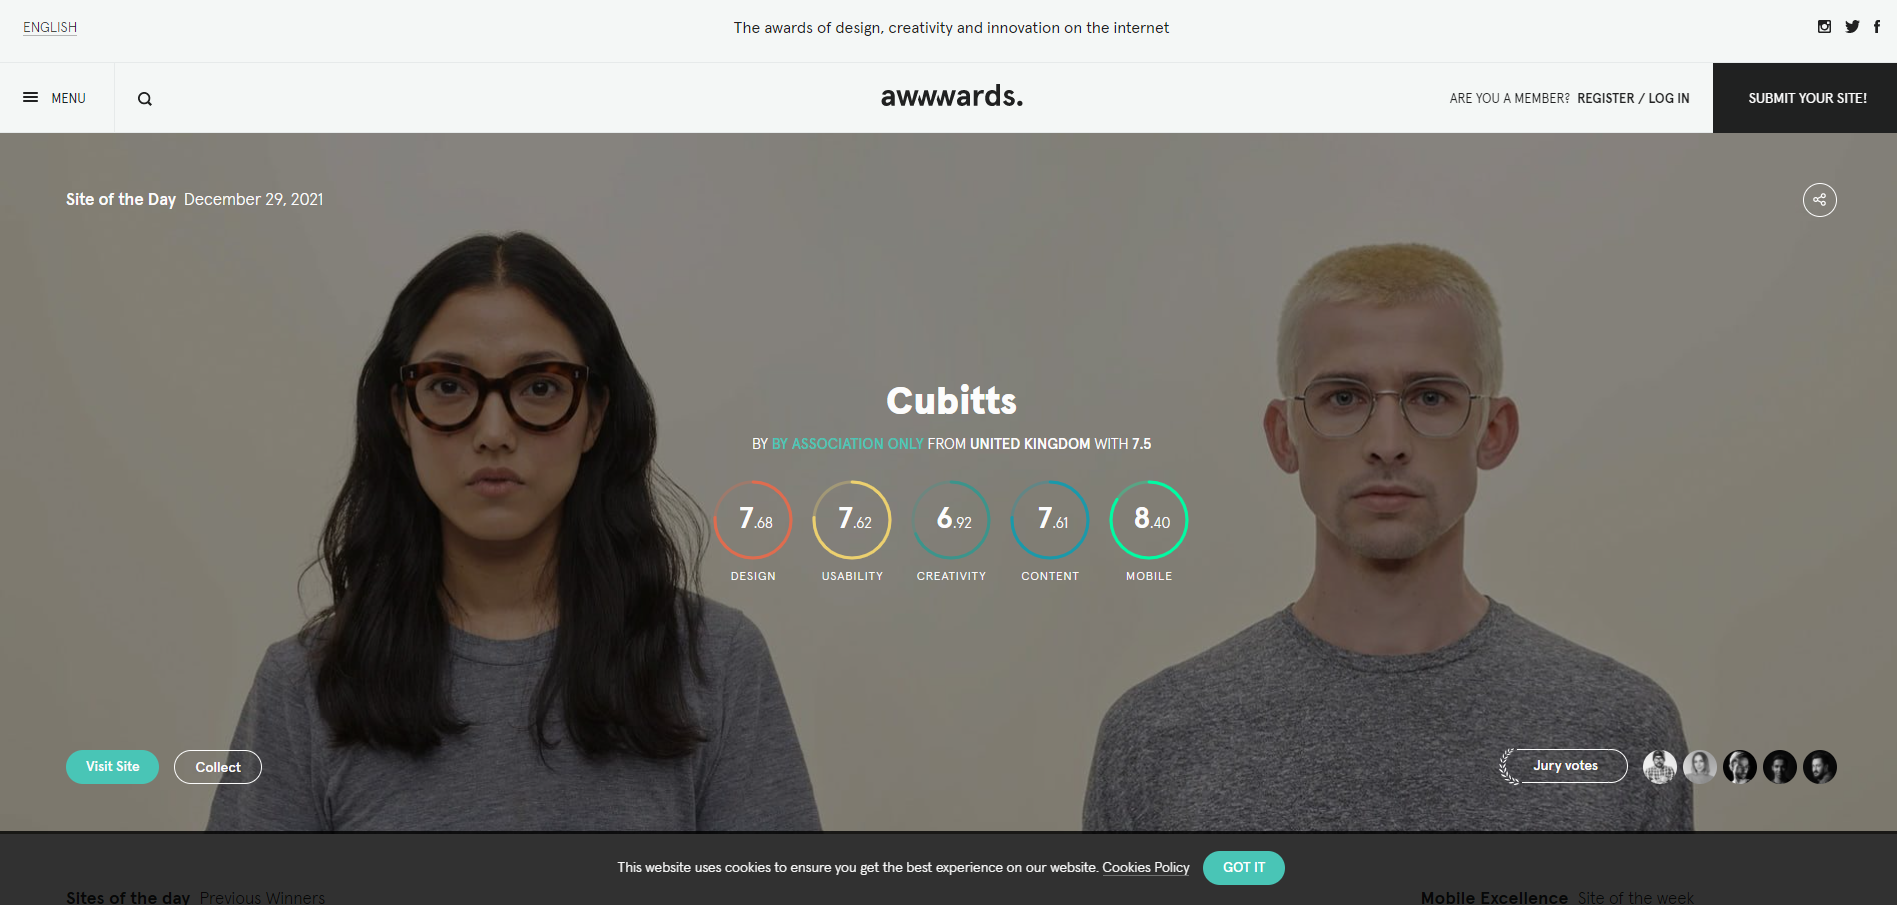 ENGLISH
The awards of design, creativity and innovation on the internet
MENU
awwwards.
ARE YOU A MEMBER? REGISTER / LOG IN
SUBMIT YOUR SITE!
Site of the Day December 29, 2021
Cubitts
BY BY ASSOCIATION ONLY FROM UNITED KINGDOM WITH 7.5
7.68 7.62 6.92 7.61 8.40
DESIGN USABILITY CREATIVITY CONTENT MOBILE
Visit Site
Collect
Jury votes
This website uses cookies to ensure you get the best experience on our website. Cookies Policy
GOT IT
Sites of the day Previous Winners
Mobile Excellence Site of the week